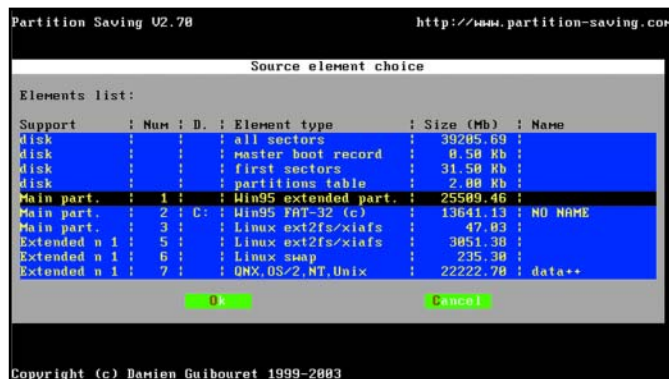 Partition Saving V2.70 http://www.partition-saving.com
Source element choice
Elements list:
Support ¦ Num ¦ D. ¦ Element type ¦ Size (Mb) ¦ Name
disk ¦ ¦ ¦ all sectors ¦ 39205.69 ¦
disk ¦ ¦ ¦ master boot record ¦ 0.50 Kb ¦
disk ¦ ¦ ¦ first sectors ¦ 31.50 Kb ¦
disk ¦ ¦ ¦ partitions table ¦ 2.00 Kb ¦
Main part. ¦ 1 ¦ ¦ Win95 extended part. ¦ 25509.46 ¦
Main part. ¦ 2 ¦ C: ¦ Win95 FAT-32 (c) ¦ 13641.13 ¦ NO NAME
Main part. ¦ 3 ¦ ¦ Linux ext2fs/xiafs ¦ 47.03 ¦
Extended n 1 ¦ 5 ¦ ¦ Linux ext2fs/xiafs ¦ 3051.38 ¦
Extended n 1 ¦ 6 ¦ ¦ Linux swap ¦ 235.30 ¦
Extended n 1 ¦ 7 ¦ ¦ QNX,OS/2,NT,Unix ¦ 22222.70 ¦ data++
Ok Cancel
Copyright (c) Damien Guibouret 1999-2003